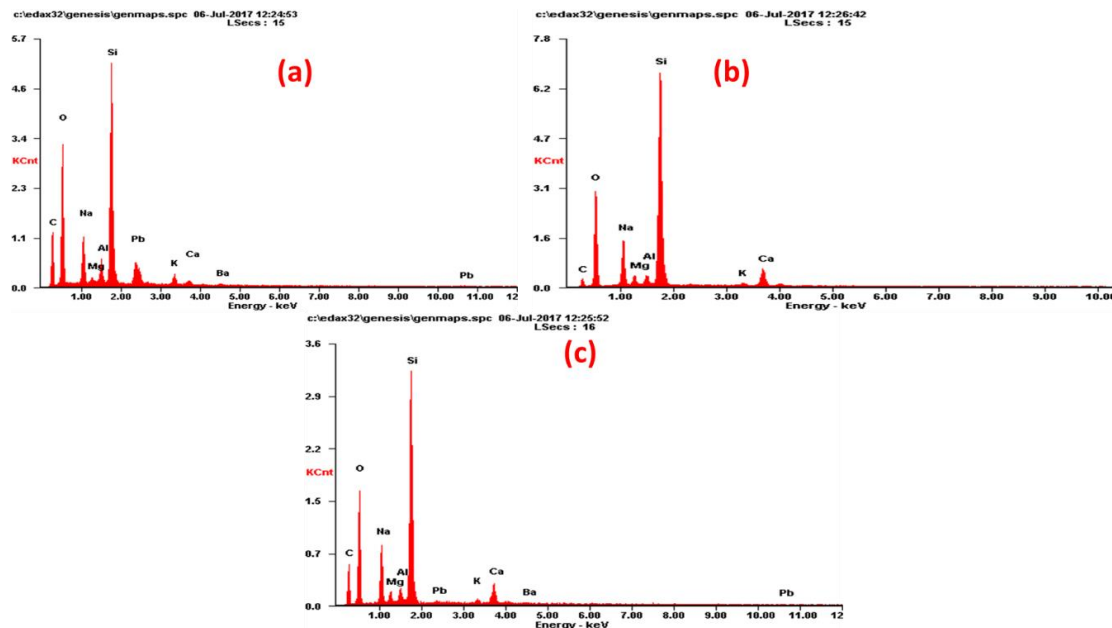 c:\edax32\genesis\genmaps.spc 06-Jul-2017 12:24:53
LSecs : 15
5.7
4.6
3.4
KCnt
2.3
1.1
0.0
C
O
Na
Mg
Al
Si
Pb
K
Ca
Ba
Pb
(a)
1.00 2.00 3.00 4.00 5.00 6.00 7.00 8.00 9.00 10.00 11.00 12
Energy - keV
c:\edax32\genesis\genmaps.spc 06-Jul-2017 12:26:42
LSecs : 15
7.8
6.2
4.7
KCnt
3.1
1.6
0.0
C
O
Na
Mg
Al
Si
K
Ca
(b)
1.00 2.00 3.00 4.00 5.00 6.00 7.00 8.00 9.00 10.00
Energy - keV
c:\edax32\genesis\genmaps.spc 06-Jul-2017 12:25:52
LSecs : 16
3.6
2.9
2.2
KCnt
1.5
0.7
0.0
C
O
Na
Mg
Al
Si
Pb
K
Ca
Ba
Pb
(c)
1.00 2.00 3.00 4.00 5.00 6.00 7.00 8.00 9.00 10.00 11.00 12
Energy - keV